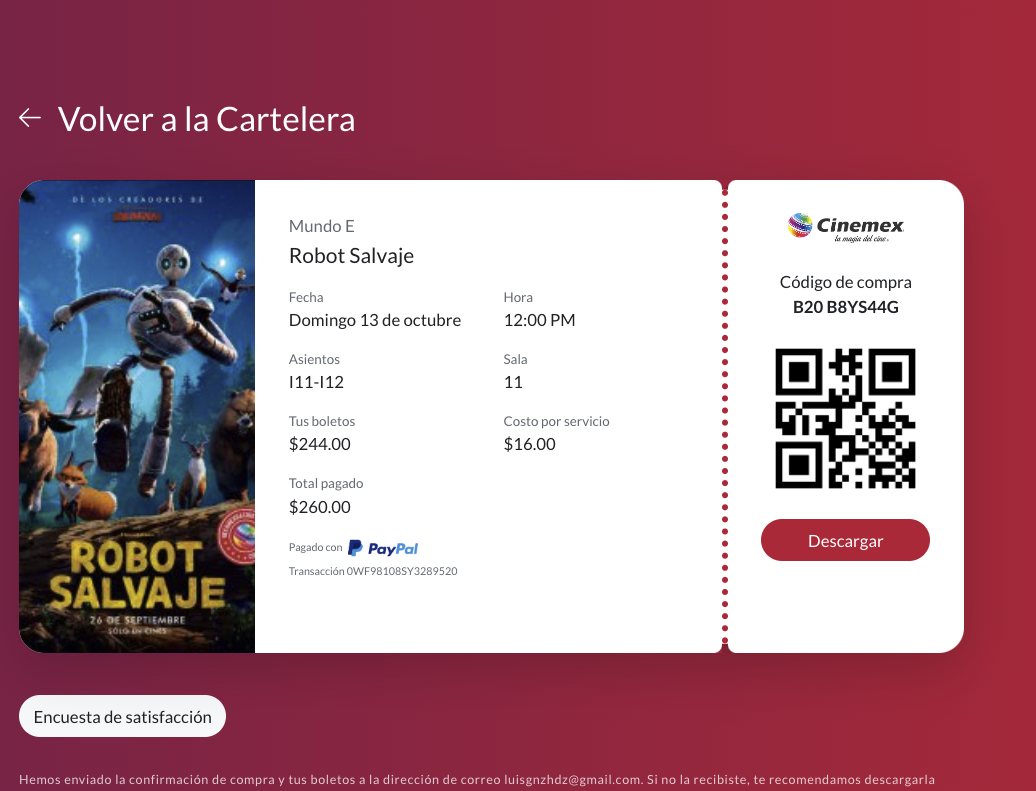 Volver a la Cartelera
DE LOS CREADORES DE
ROBOT
SALVAJE
26 DE SEPTIEMBRE
SOLO EN CINES
Mundo E
Robot Salvaje
Fecha
Hora
Domingo 13 de octubre
12:00 PM
Asientos
Sala
I11-I12
11
Tus boletos
Costo por servicio
$244.00
$16.00
Total pagado
$260.00
Pagado con PayPal
Transacción 0WF98108SY3289520
Cinemex
la magia del cine.
Código de compra
B20 B8YS44G
Descargar
Encuesta de satisfacción
Hemos enviado la confirmación de compra y tus boletos a la dirección de correo luisgnzhdz@gmail.com. Si no la recibiste, te recomendamos descargarla